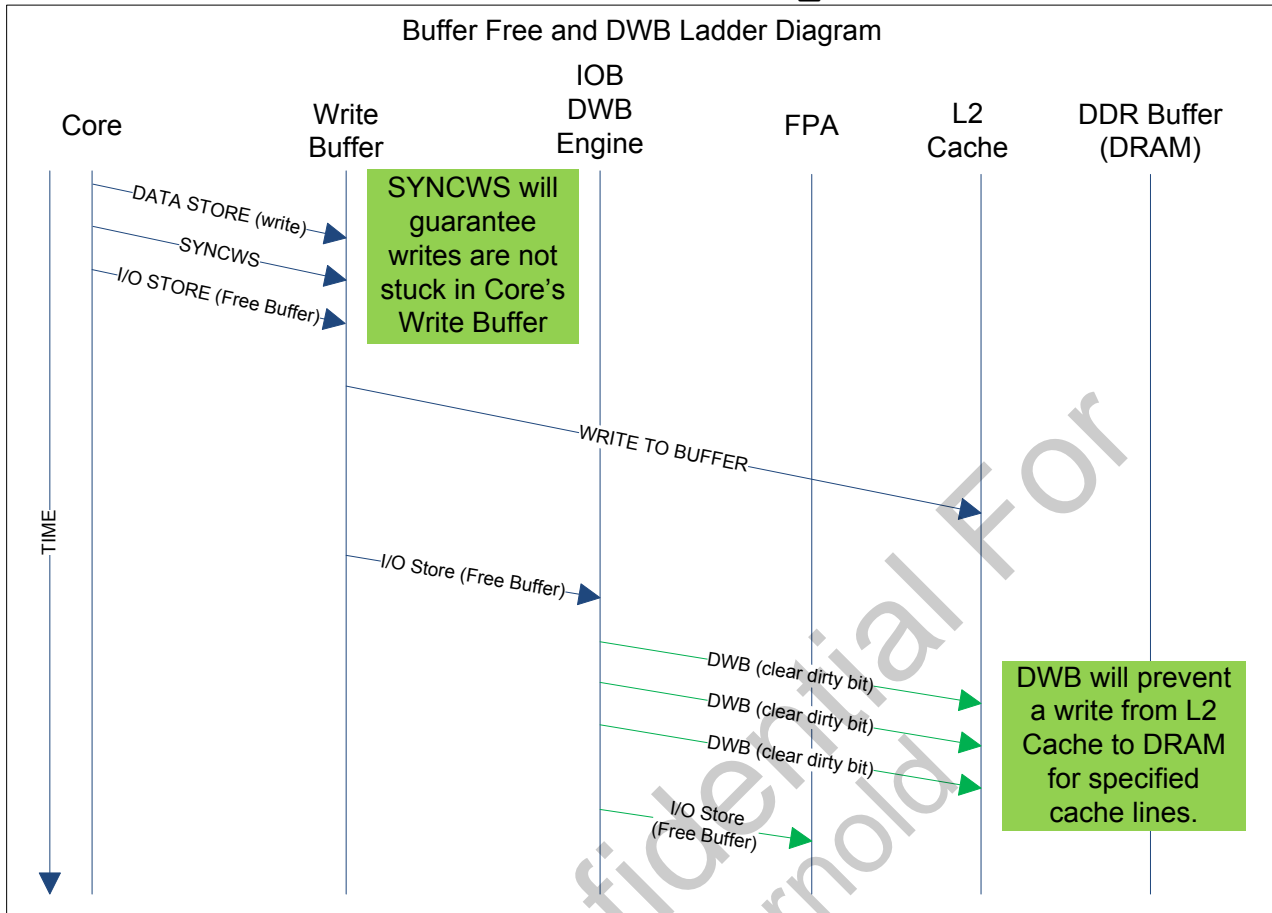 Buffer Free and DWB Ladder Diagram
Core
Write
Buffer
IOB
DWB
Engine
FPA
L2
Cache
DDR Buffer
(DRAM)
DATA STORE (write)
SYNCWS
I/O STORE (Free Buffer)
SYNCWS will
guarantee
writes are not
stuck in Core's
Write Buffer
WRITE TO BUFFER
TIME
I/O Store (Free Buffer)
DWB (clear dirty bit)
DWB (clear dirty bit)
DWB (clear dirty bit)
I/O Store
(Free Buffer)
DWB will prevent
a write from L2
Cache to DRAM
for specified
cache lines.
fidential For
rnold